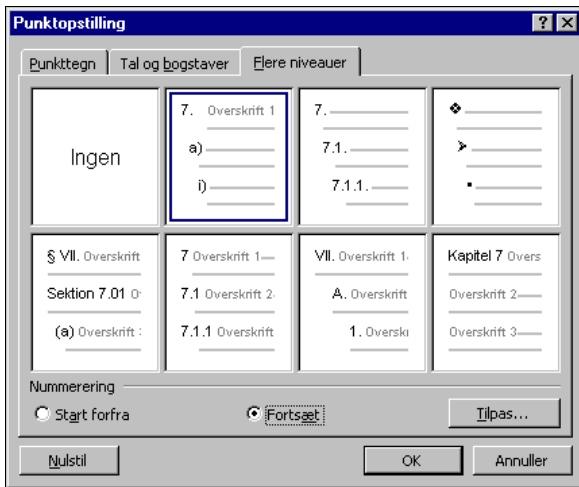 Punktopstilling
Punkttegn Tal og bogstaver Flere niveauer
Ingen
7. Overskrift 1
a)
i)
7.
7.1.
7.1.1.
§ VII. Overskrift
Sektion 7.01 O
(a) Overskrift :
7 Overskrift 1
7.1 Overskrift 2
7.1.1 Overskrift
VII. Overskrift 1
A. Overskrift
1. Overski
Kapitel 7 Overs
Overskrift 2
Overskrift 3
Nummerering
Start forfra Fortsæt Tilpas...
Nulstil OK Annuller